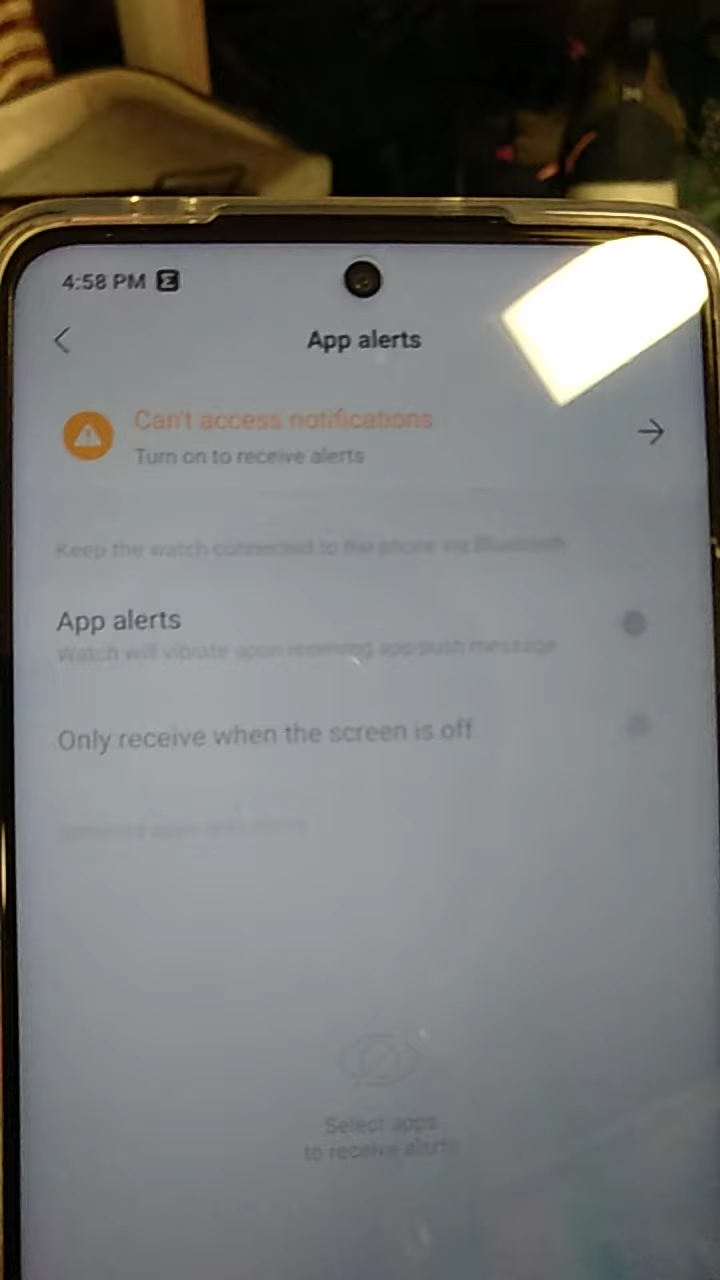 4:58 PM
App alerts
Can't access notifications
Turn on to receive alerts
Keep the watch connected to the phone via Bluetooth
App alerts
Watch will vibrate upon receiving app push message
Only receive when the screen is off
Select apps
to receive alerts